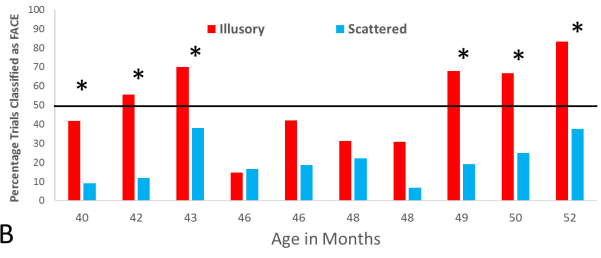 Percentage Trials Classified as FACE
100
90
80
70
60
50
40
30
20
10
0
Illusory Scattered
* * * * * *
40 42 43 46 46 48 48 49 50 52
Age in Months
B